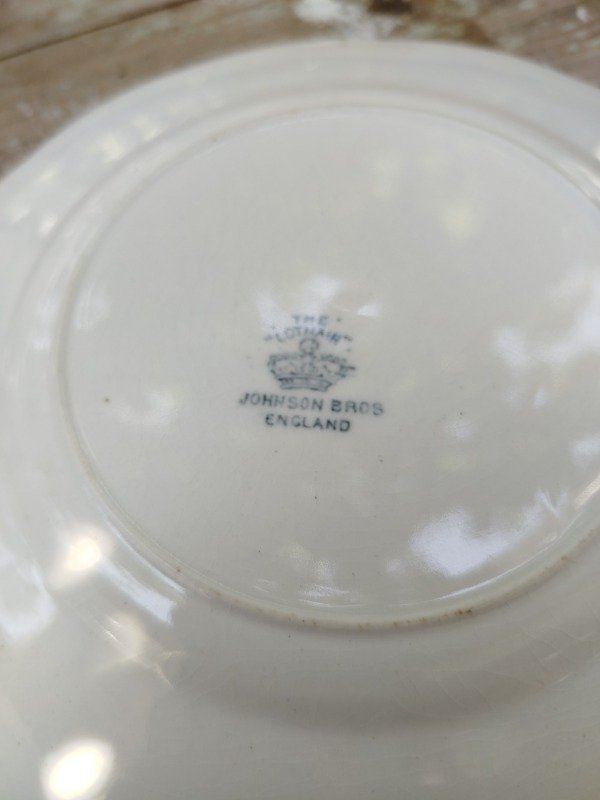 THE
"LOTHAIR"
JOHNSON BROS
ENGLAND